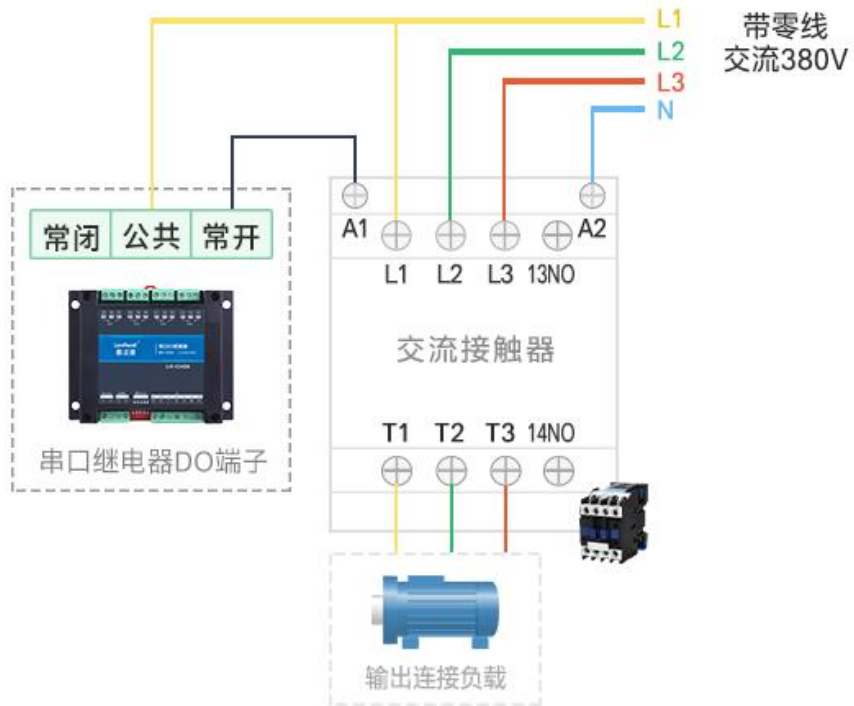 L1
带零线
L2
交流380V
L3
N
A1
A2
常闭 公共 常开
L1 L2 L3 13NO
交流接触器
T1 T2 T3 14NO
串口继电器DO端子
输出连接负载